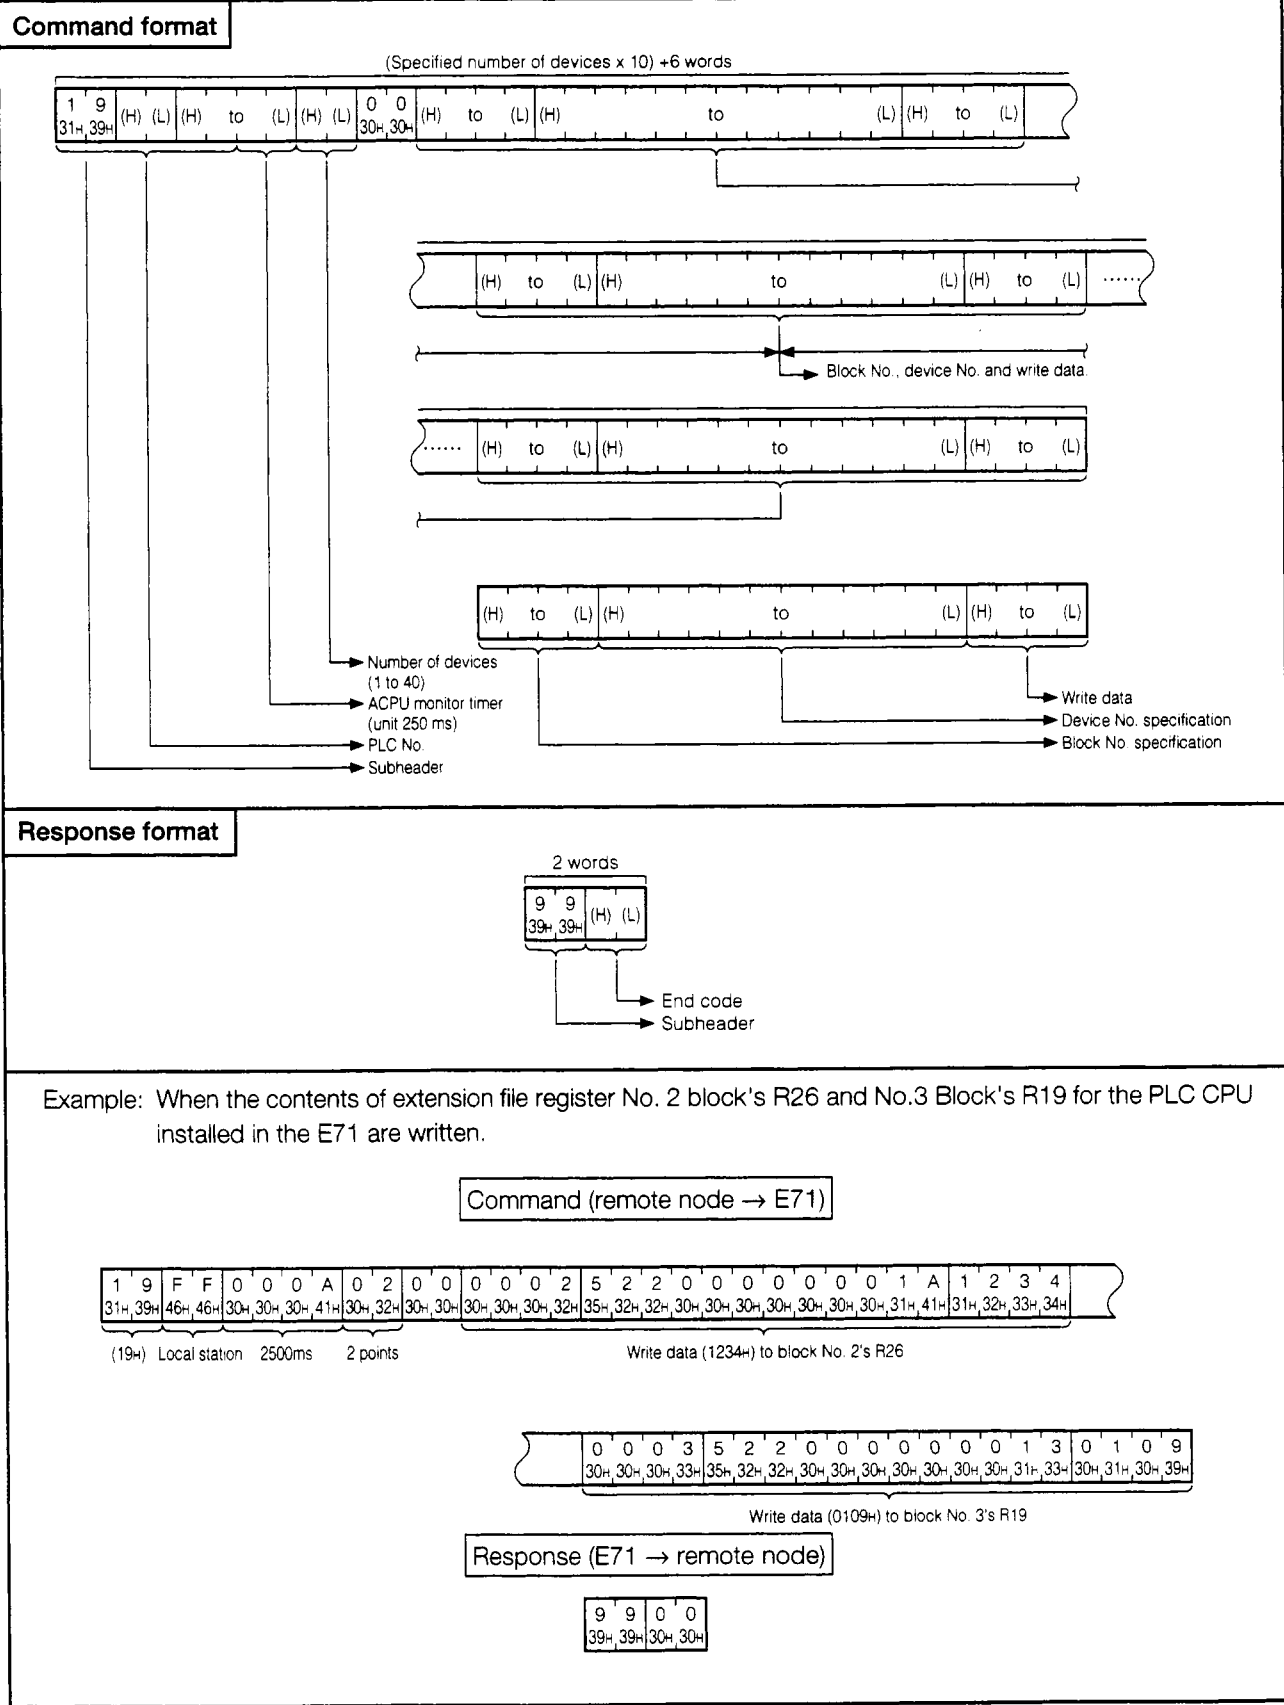 Command format
(Specified number of devices x 10) +6 words
1 9 (H) (L) (H) to (L) (H) (L) 0 0 (H) to (L) (H) to (L) (H) to (L)
31H 39H 30H 30H
(H) to (L) (H) to (L) (H) to (L) ······
Block No., device No. and write data.
······ (H) to (L) (H) to (L) (H) to (L)
(H) to (L) (H) to (L) (H) to (L)
Number of devices
(1 to 40)
ACPU monitor timer
(unit 250 ms)
PLC No.
Subheader
Write data
Device No. specification
Block No. specification
Response format
2 words
9 9 (H) (L)
39H 39H
End code
Subheader
Example: When the contents of extension file register No. 2 block's R26 and No.3 Block's R19 for the PLC CPU
installed in the E71 are written.
Command (remote node → E71)
1 9 F F 0 0 0 A 0 2 0 0 0 0 0 2 5 2 2 0 0 0 0 0 0 0 1 A 1 2 3 4
31H 39H 46H 46H 30H 30H 30H 41H 30H 32H 30H 30H 30H 30H 30H 32H 35H 32H 32H 30H 30H 30H 30H 30H 30H 30H 31H 41H 31H 32H 33H 34H
(19H) Local station 2500ms 2 points Write data (1234H) to block No. 2's R26
0 0 0 3 5 2 2 0 0 0 0 0 0 0 1 3 0 1 0 9
30H 30H 30H 33H 35h 32H 32H 30H 30H 30H 30H 30H 30H 30H 31H 33H 30H 31H 30H 39H
Write data (0109H) to block No. 3's R19
Response (E71 → remote node)
9 9 0 0
39H 39H 30H 30H